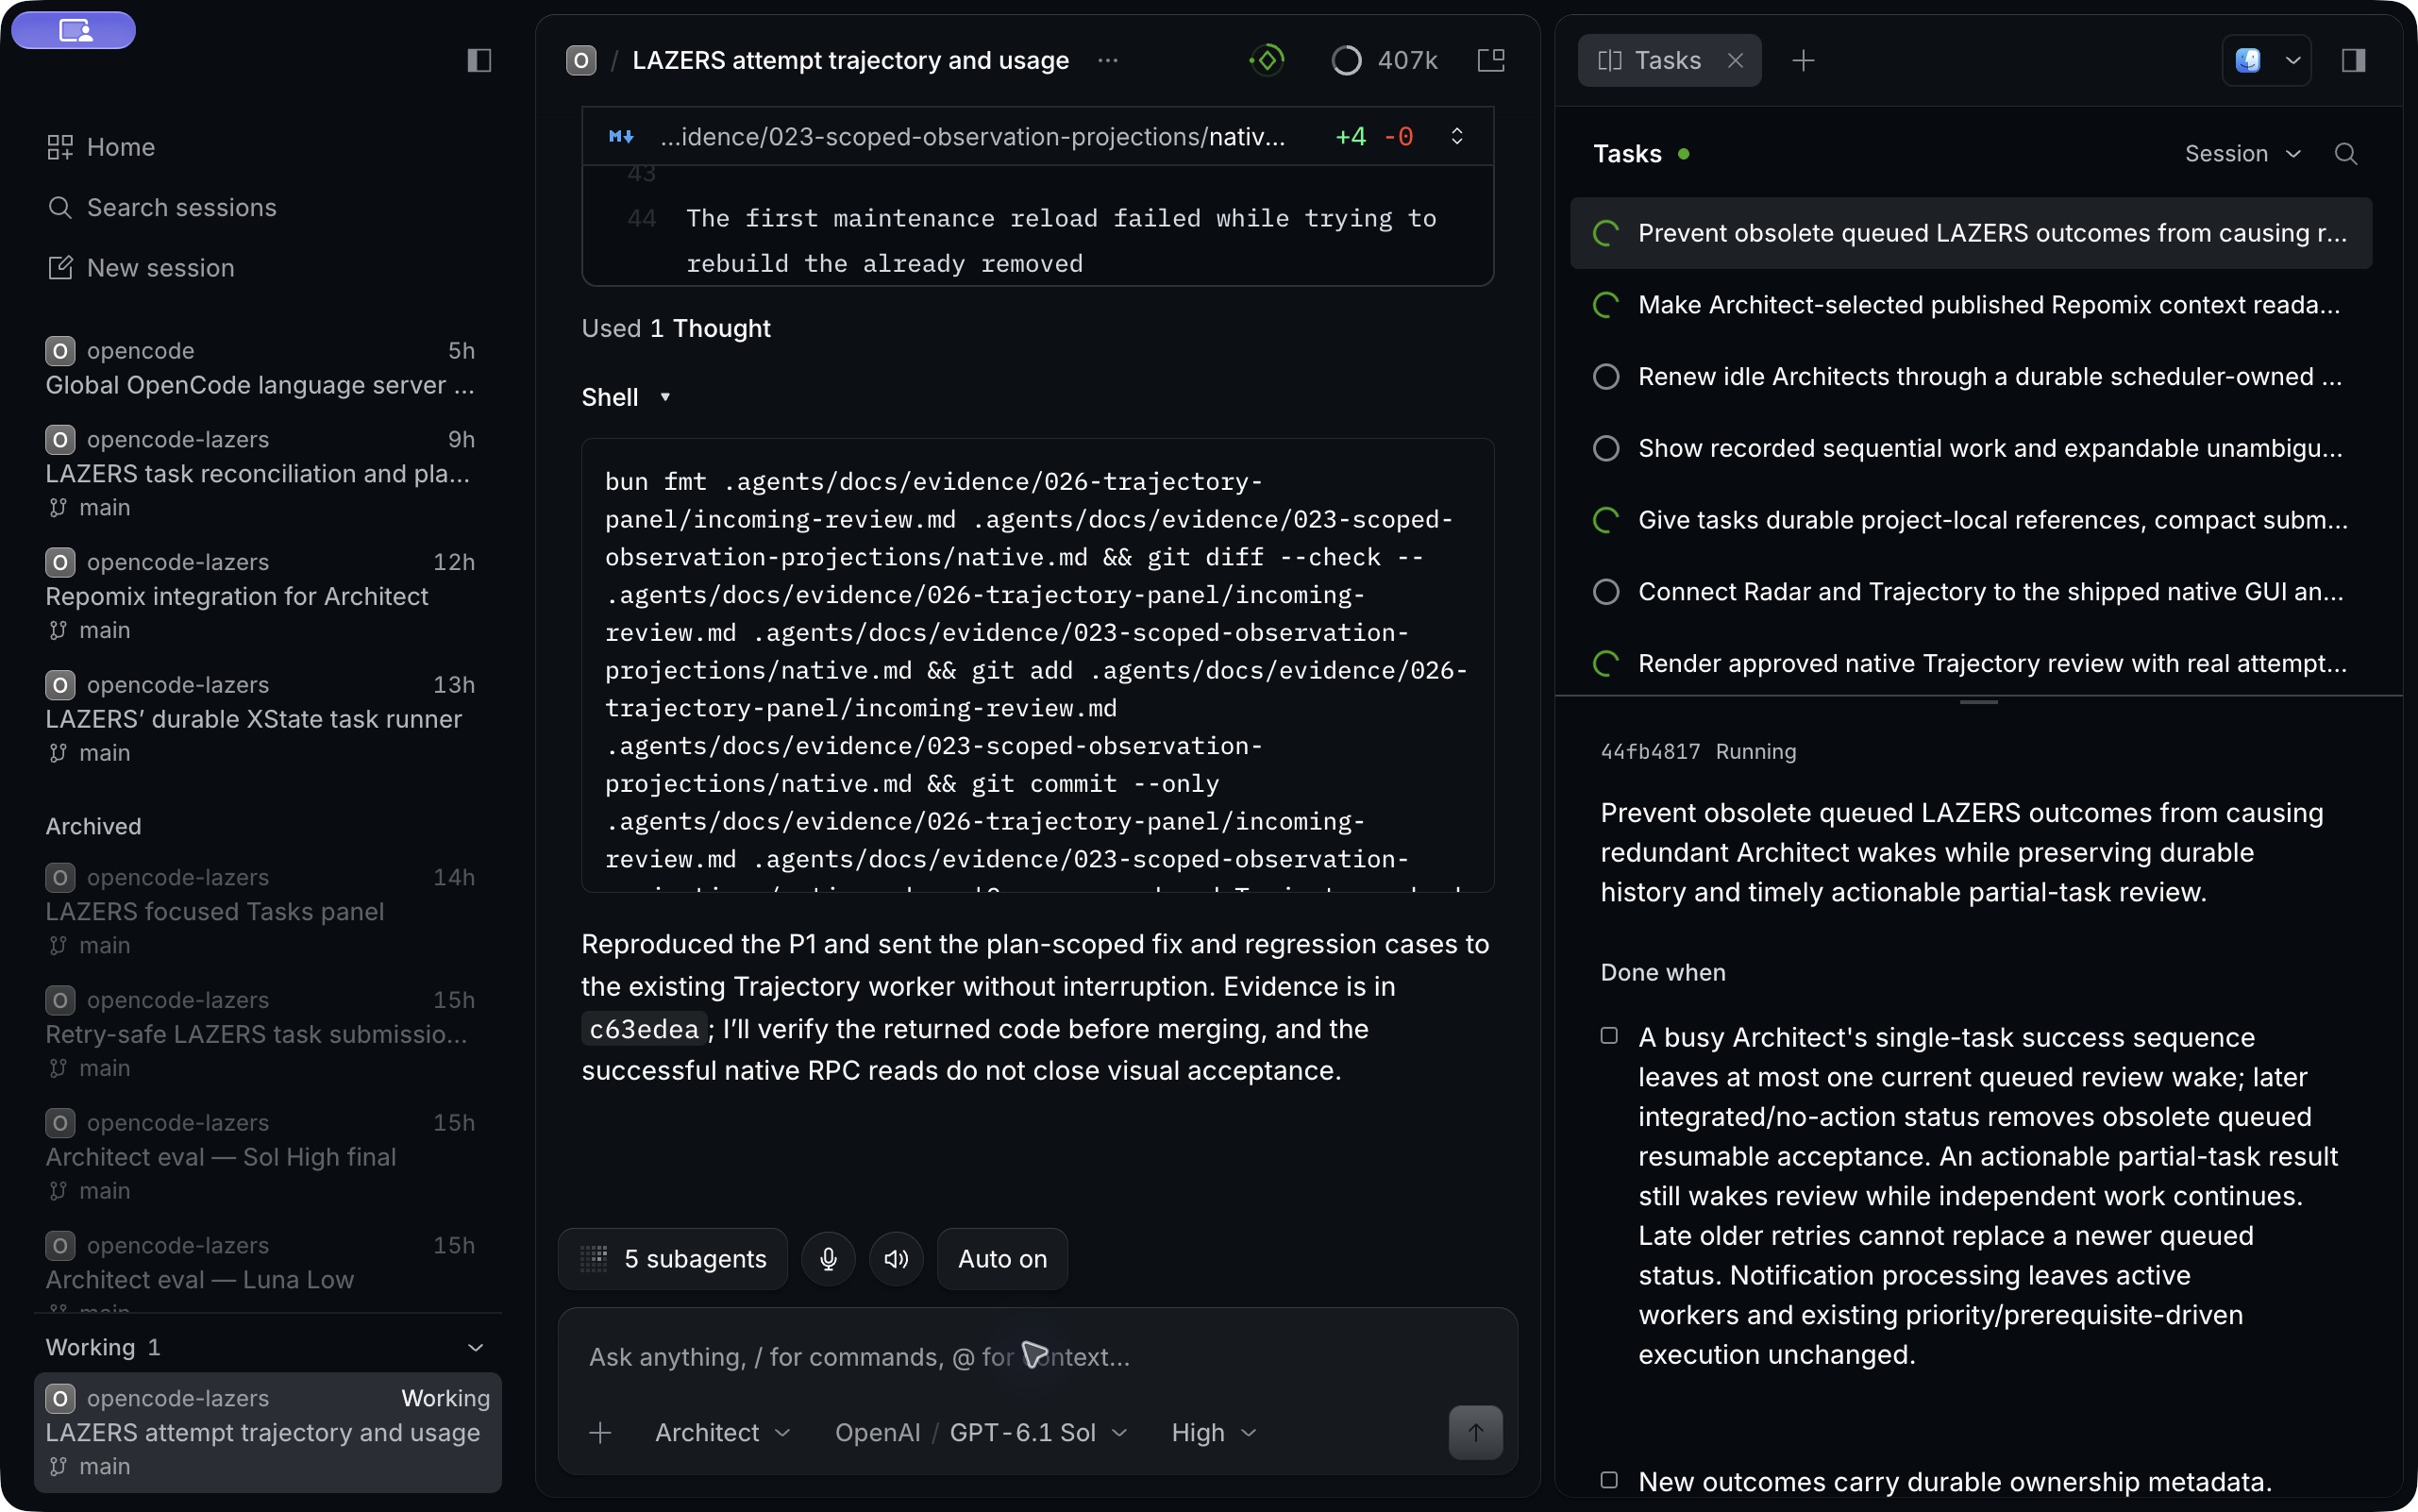 Home
Search sessions
New session
O opencode 5h
Global OpenCode language server ...
O opencode-lazers 9h
LAZERS task reconciliation and pla...
main
O opencode-lazers 12h
Repomix integration for Architect
main
O opencode-lazers 13h
LAZERS’ durable XState task runner
main
Archived
O opencode-lazers 14h
LAZERS focused Tasks panel
main
O opencode-lazers 15h
Retry-safe LAZERS task submissio...
main
O opencode-lazers 15h
Architect eval — Sol High final
main
O opencode-lazers 15h
Architect eval — Luna Low
main
Working 1
O opencode-lazers Working
LAZERS attempt trajectory and usage
main
O / LAZERS attempt trajectory and usage ... 407k
M ...idence/023-scoped-observation-projections/nativ... +4 -0
43
44 The first maintenance reload failed while trying to
rebuild the already removed
Used 1 Thought
Shell
bun fmt .agents/docs/evidence/026-trajectory-
panel/incoming-review.md .agents/docs/evidence/023-scoped-
observation-projections/native.md && git diff --check --
.agents/docs/evidence/026-trajectory-panel/incoming-
review.md .agents/docs/evidence/023-scoped-observation-
projections/native.md && git add .agents/docs/evidence/026-
trajectory-panel/incoming-review.md
.agents/docs/evidence/023-scoped-observation-
projections/native.md && git commit --only
.agents/docs/evidence/026-trajectory-panel/incoming-
review.md .agents/docs/evidence/023-scoped-observation-
Reproduced the P1 and sent the plan-scoped fix and regression cases to
the existing Trajectory worker without interruption. Evidence is in
c63edea; I’ll verify the returned code before merging, and the
successful native RPC reads do not close visual acceptance.
5 subagents Auto on
Ask anything, / for commands, @ for context...
Architect OpenAI / GPT-6.1 Sol High
Tasks
Tasks Session
Prevent obsolete queued LAZERS outcomes from causing r...
Make Architect-selected published Repomix context reada...
Renew idle Architects through a durable scheduler-owned ...
Show recorded sequential work and expandable unambigu...
Give tasks durable project-local references, compact subm...
Connect Radar and Trajectory to the shipped native GUI an...
Render approved native Trajectory review with real attempt...
44fb4817 Running
Prevent obsolete queued LAZERS outcomes from causing
redundant Architect wakes while preserving durable
history and timely actionable partial-task review.
Done when
A busy Architect's single-task success sequence
leaves at most one current queued review wake; later
integrated/no-action status removes obsolete queued
resumable acceptance. An actionable partial-task result
still wakes review while independent work continues.
Late older retries cannot replace a newer queued
status. Notification processing leaves active
workers and existing priority/prerequisite-driven
execution unchanged.
New outcomes carry durable ownership metadata.